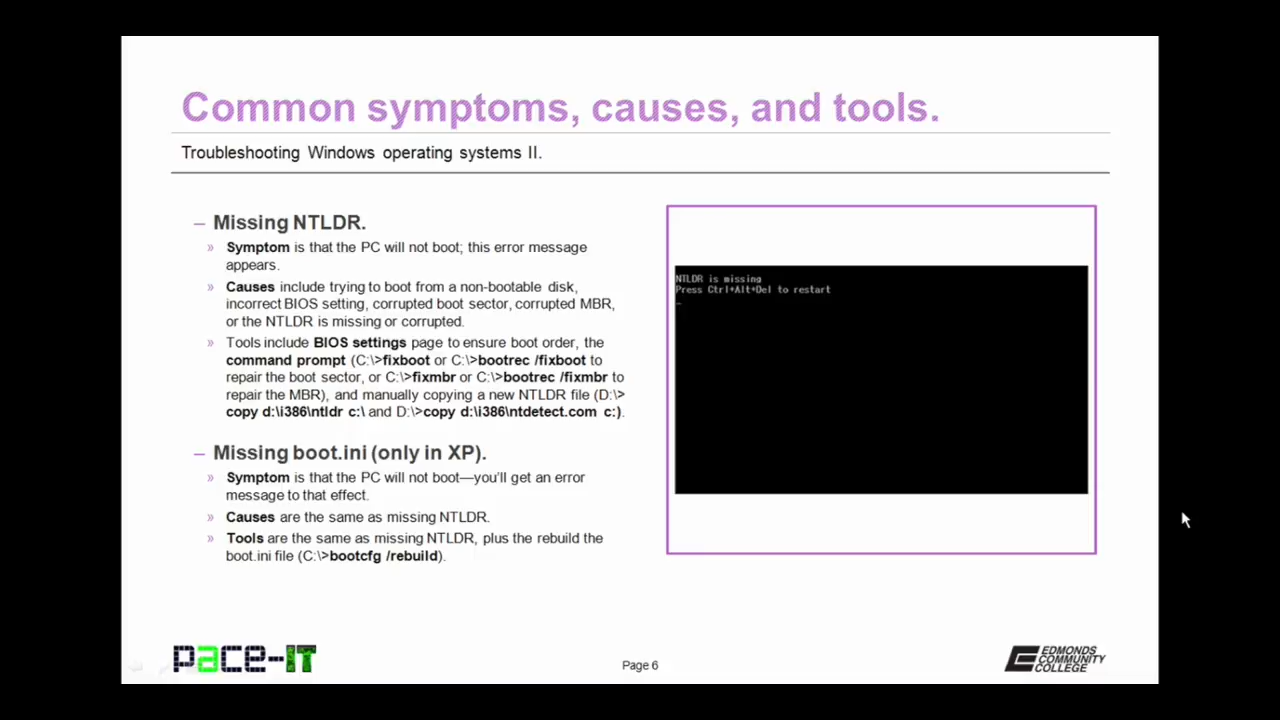 Common symptoms, causes, and tools.
Troubleshooting Windows operating systems II.
– Missing NTLDR.
» Symptom is that the PC will not boot; this error message
appears.
» Causes include trying to boot from a non-bootable disk,
incorrect BIOS setting, corrupted boot sector, corrupted MBR,
or the NTLDR is missing or corrupted.
» Tools include BIOS settings page to ensure boot order, the
command prompt (C:\>fixboot or C:\>bootrec /fixboot to
repair the boot sector, or C:\>fixmbr or C:\>bootrec /fixmbr to
repair the MBR), and manually copying a new NTLDR file (D:\>
copy d:\i386\ntldr c:\ and D:\>copy d:\i386\ntdetect.com c:).
– Missing boot.ini (only in XP).
» Symptom is that the PC will not boot—you'll get an error
message to that effect.
» Causes are the same as missing NTLDR.
» Tools are the same as missing NTLDR, plus the rebuild the
boot.ini file (C:\>bootcfg /rebuild).
NTLDR is missing
Press Ctrl+Alt+Del to restart
_
pace-IT
Page 6
EDMONDS
COMMUNITY
COLLEGE